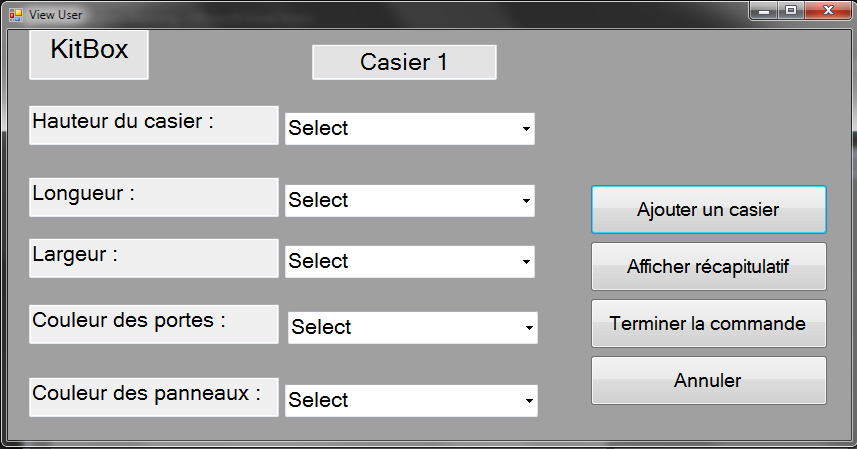 View User
KitBox
Casier 1
Hauteur du casier :
Select
Longueur :
Select
Largeur :
Select
Couleur des portes :
Select
Couleur des panneaux :
Select
Ajouter un casier
Afficher récapitulatif
Terminer la commande
Annuler